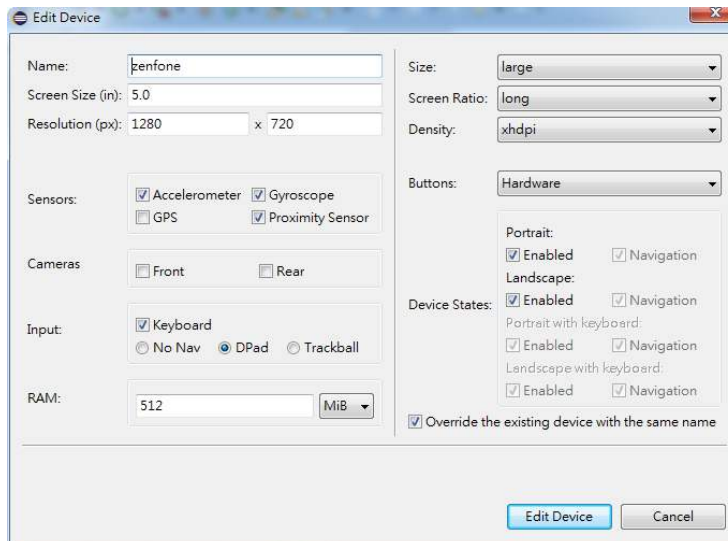 Edit Device
Name: zenfone
Screen Size (in): 5.0
Resolution (px): 1280 x 720
Sensors: Accelerometer Gyroscope
GPS Proximity Sensor
Cameras Front Rear
Input: Keyboard
No Nav DPad Trackball
RAM: 512 MiB
Size: large
Screen Ratio: long
Density: xhdpi
Buttons: Hardware
Device States:
Portrait:
Enabled Navigation
Landscape:
Enabled Navigation
Portrait with keyboard:
Enabled Navigation
Landscape with keyboard:
Enabled Navigation
Override the existing device with the same name
Edit Device Cancel